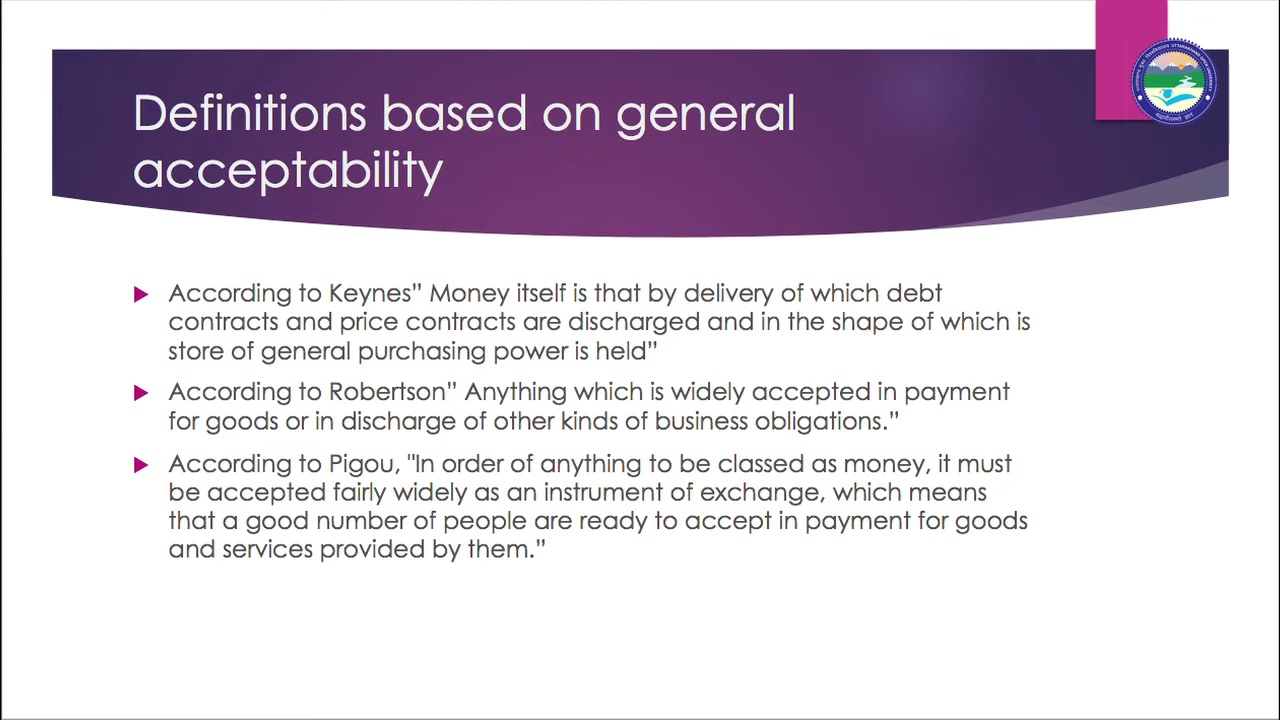 Definitions based on general
acceptability
According to Keynes” Money itself is that by delivery of which debt
contracts and price contracts are discharged and in the shape of which is
store of general purchasing power is held”
According to Robertson” Anything which is widely accepted in payment
for goods or in discharge of other kinds of business obligations.”
According to Pigou, "In order of anything to be classed as money, it must
be accepted fairly widely as an instrument of exchange, which means
that a good number of people are ready to accept in payment for goods
and services provided by them.”